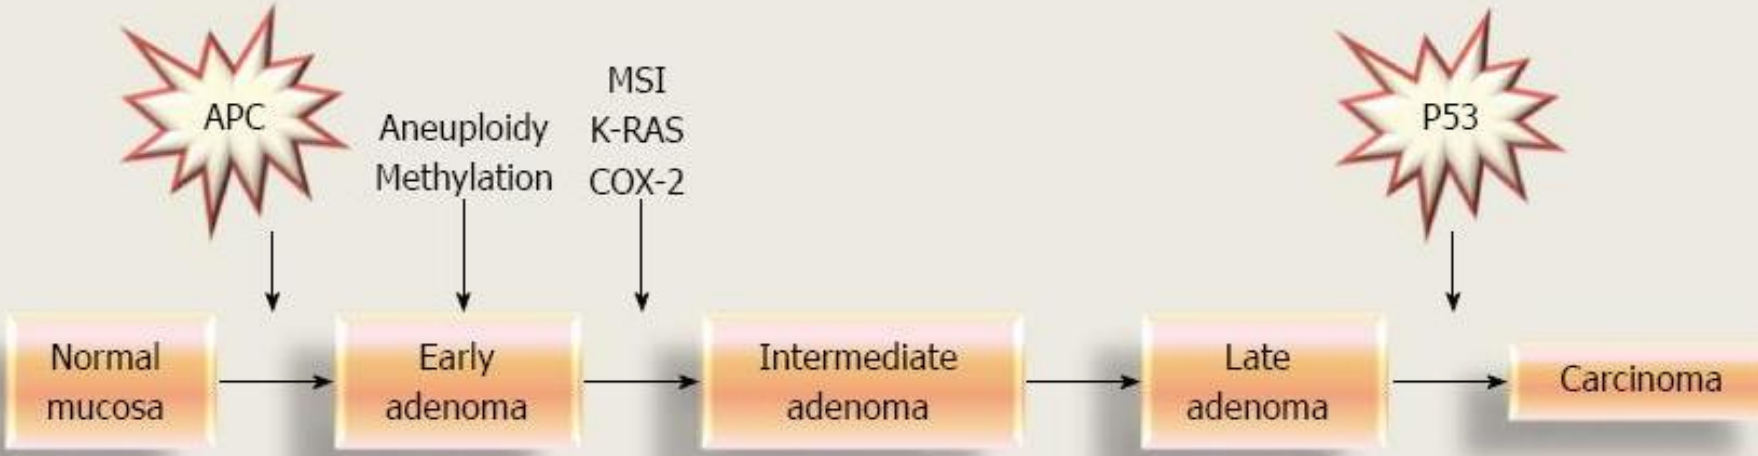 APC
Aneuploidy
Methylation
MSI
K-RAS
COX-2
P53
Normal
mucosa
Early
adenoma
Intermediate
adenoma
Late
adenoma
Carcinoma